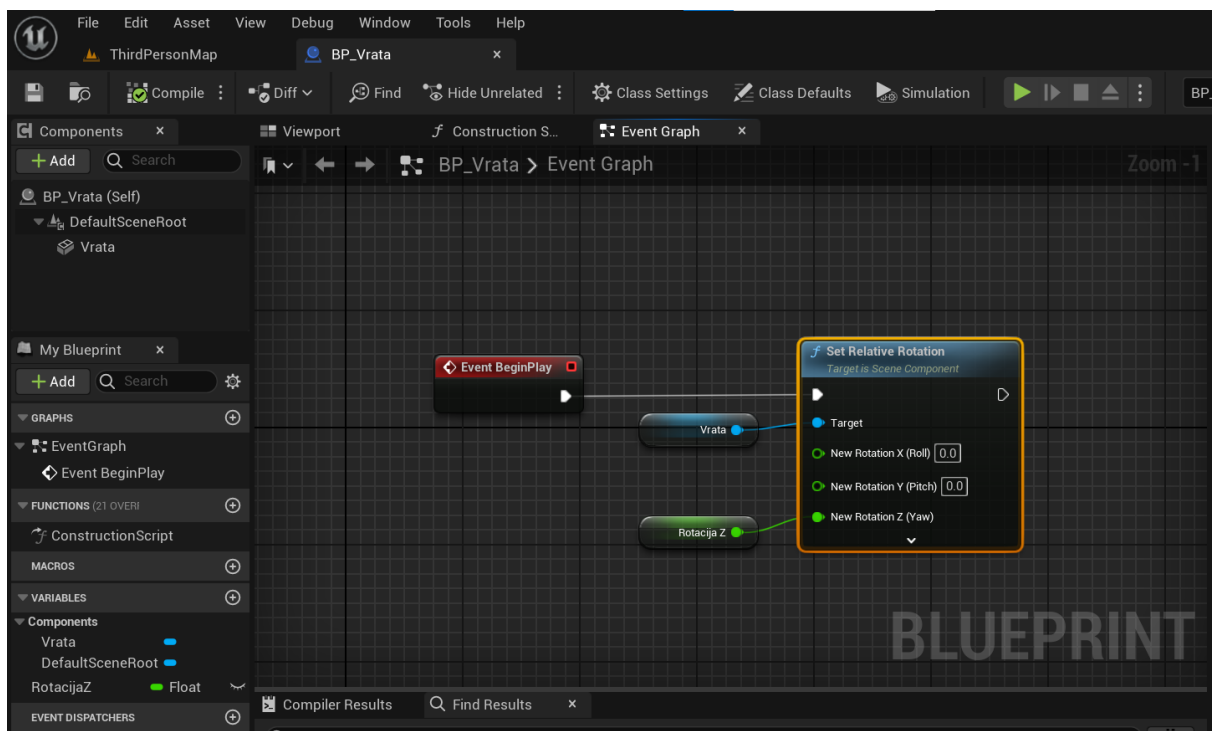 File Edit Asset View Debug Window Tools Help
ThirdPersonMap
BP_Vrata
Compile
Diff
Find
Hide Unrelated
Class Settings
Class Defaults
Simulation
BP_
Components
Viewport
Construction S...
Event Graph
Add
Search
BP_Vrata > Event Graph
Zoom -1
BP_Vrata (Self)
DefaultSceneRoot
Vrata
My Blueprint
Add
Search
GRAPHS
EventGraph
Event BeginPlay
FUNCTIONS (21 OVERI
ConstructionScript
MACROS
VARIABLES
Components
Vrata
DefaultSceneRoot
RotacijaZ Float
EVENT DISPATCHERS
Event BeginPlay
Vrata
Rotacija Z
f Set Relative Rotation
Target is Scene Component
Target
New Rotation X (Roll) 0.0
New Rotation Y (Pitch) 0.0
New Rotation Z (Yaw)
BLUEPRINT
Compiler Results
Find Results